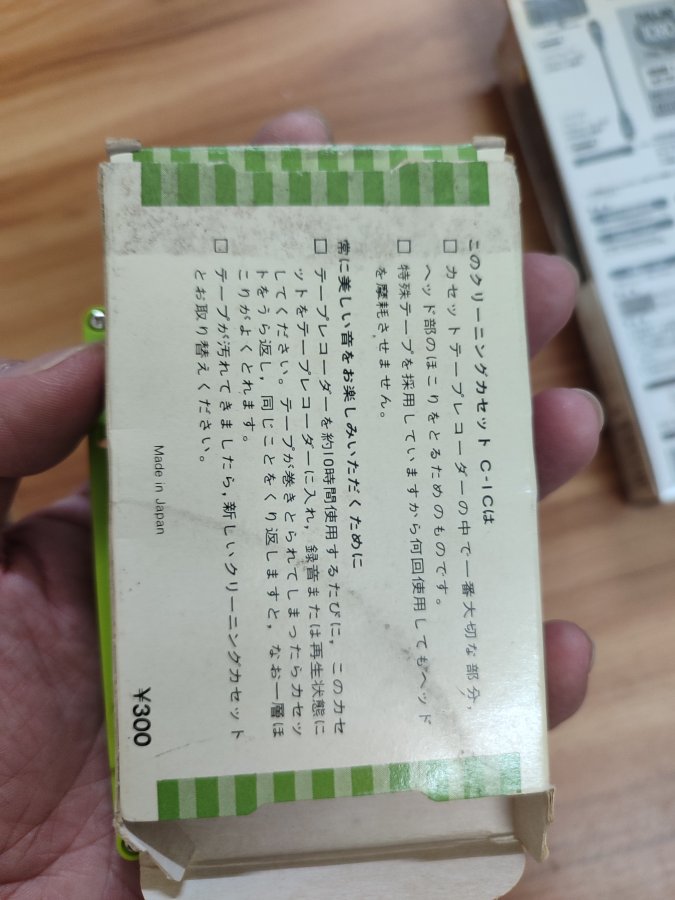 このクリーニングカセット C-1Cは
□ カセットテープレコーダーの中で一番大切な部分,
ヘッド部のほこりをとるためのものです。
□ 特殊テープを採用していますから何回使用してもヘッド
を摩耗させません。
常に美しい音をお楽しみいただくために
□ テープレコーダーを約10時間使用するたびに, このカセ
ットをテープレコーダーに入れ, 録音または再生状態に
してください。テープが巻きとられてしまったらカセッ
トをうら返し, 同じことをくり返しますと, なお一層ほ
こりがよくとれます。
□ テープが汚れてきましたら, 新しいクリーニングカセット
とお取り替えください。
Made in Japan
¥300